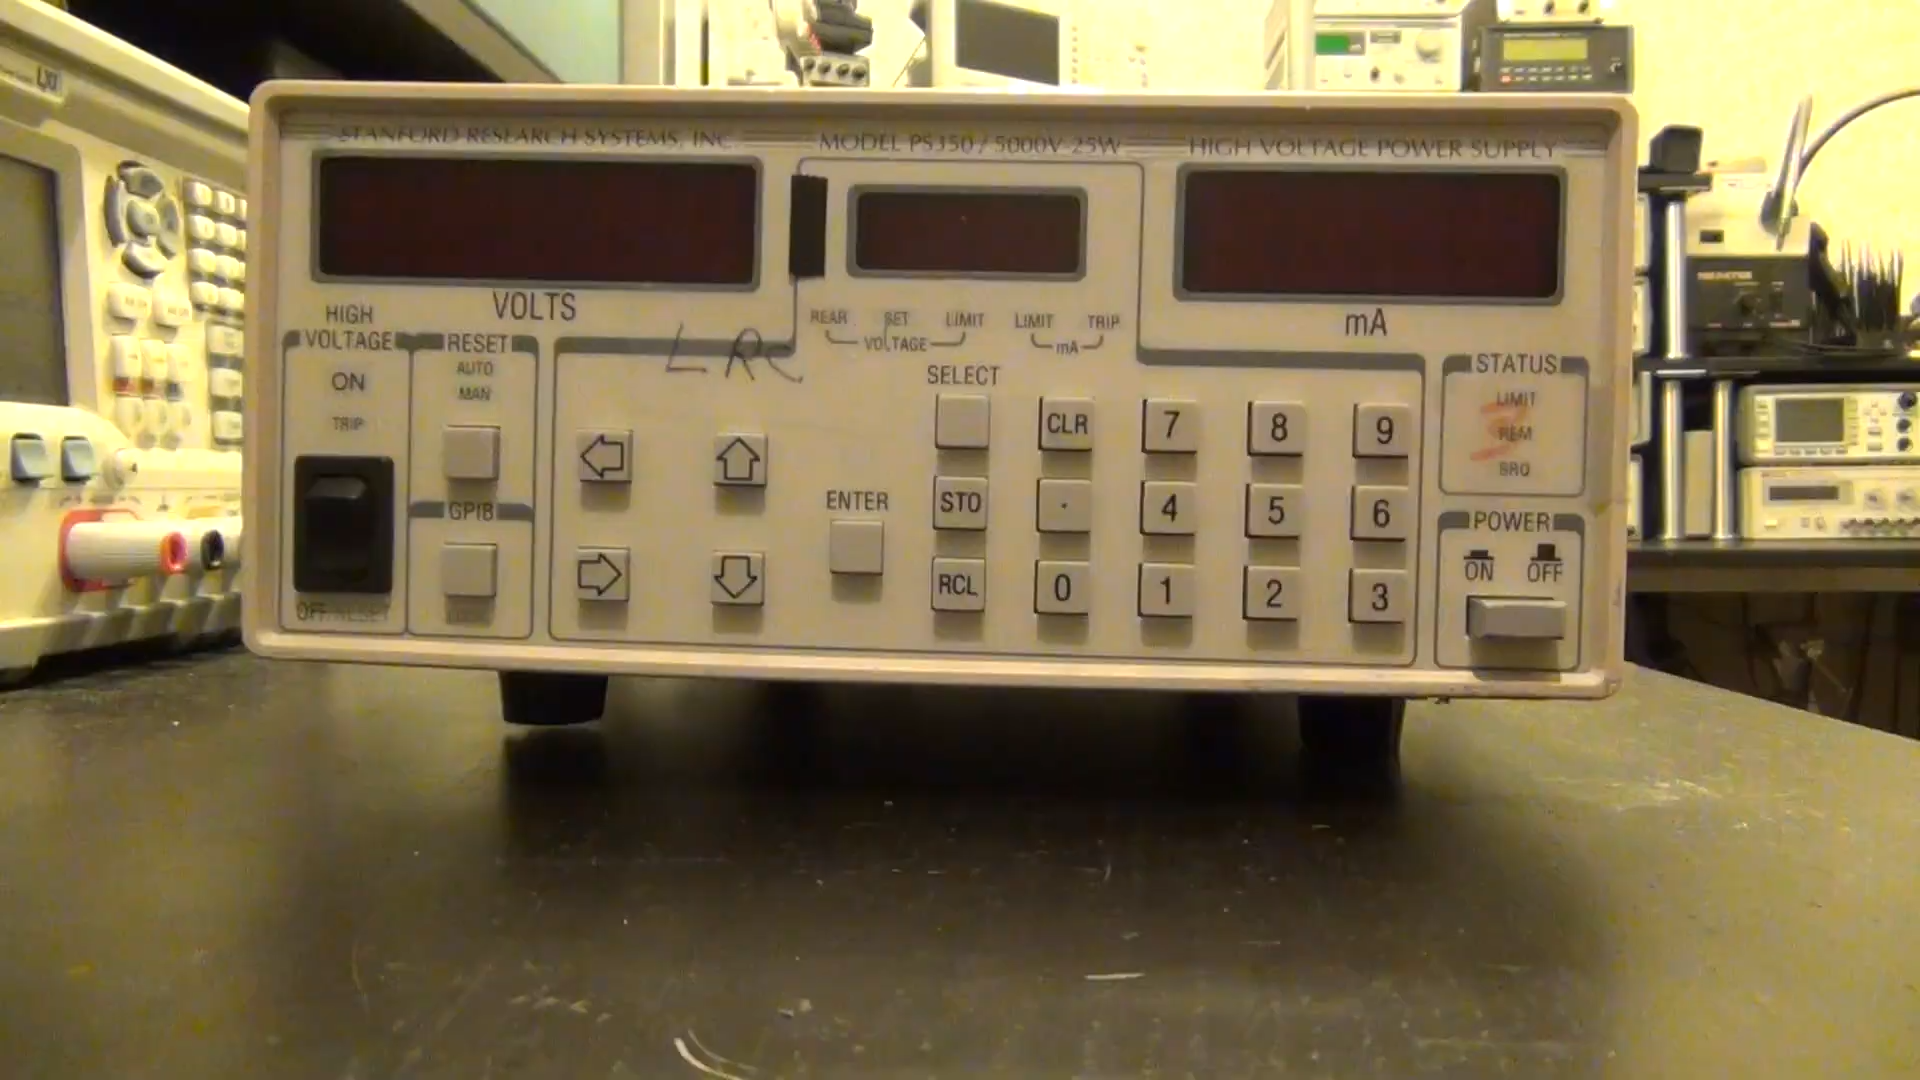 LXI
STANFORD RESEARCH SYSTEMS, INC. MODEL PS350 / 5000V-25W HIGH VOLTAGE POWER SUPPLY
VOLTS
mA
REAR SET LIMIT LIMIT TRIP
VOLTAGE mA
HIGH
VOLTAGE
ON
TRIP
OFF/RESET
RESET
AUTO
MAN
GPIB
SELECT
CLR 7 8 9
ENTER
STO . 4 5 6
RCL 0 1 2 3
STATUS
LIMIT
REM
SRQ
POWER
ON OFF